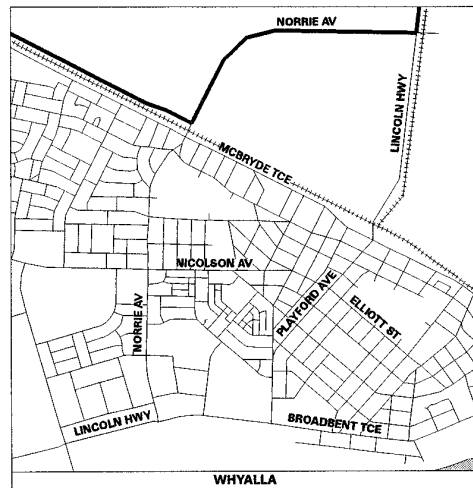 NORRIE AV
LINCOLN HWY
MCBRYDE TCE
NICOLSON AV
PLAYFORD AVE
ELLIOTT ST
NORRIE AV
LINCOLN HWY
BROADBENT TCE
WHYALLA